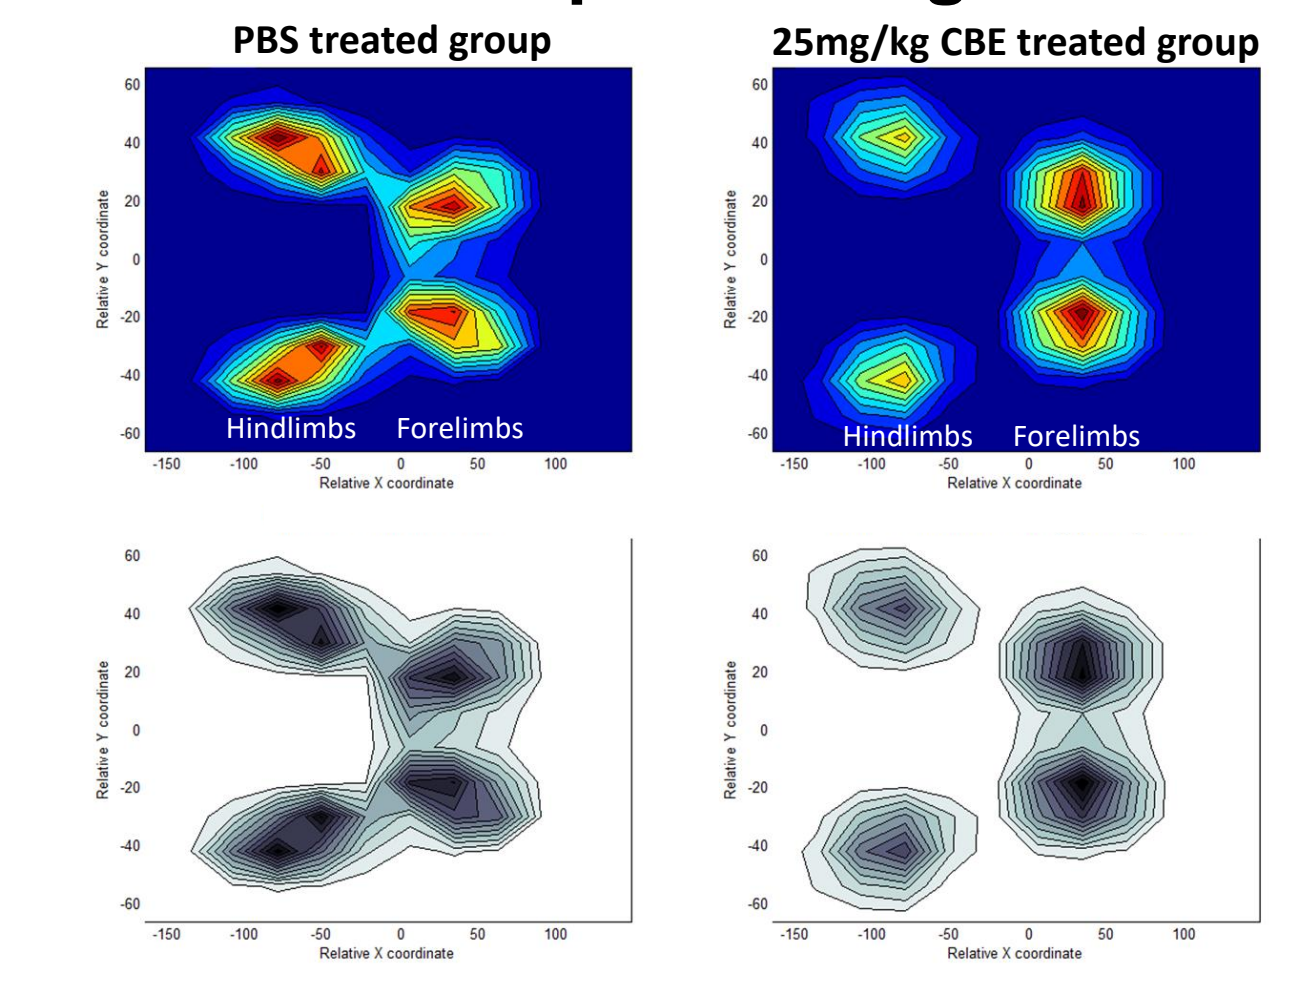 PBS treated group
25mg/kg CBE treated group
60
40
20
0
-20
-40
-60
Relative Y coordinate
Hindlimbs Forelimbs
-150 -100 -50 0 50 100
Relative X coordinate
60
40
20
0
-20
-40
-60
Relative Y coordinate
Hindlimbs Forelimbs
-150 -100 -50 0 50 100
Relative X coordinate
60
40
20
0
-20
-40
-60
Relative Y coordinate
-150 -100 -50 0 50 100
Relative X coordinate
60
40
20
0
-20
-40
-60
Relative Y coordinate
-150 -100 -50 0 50 100
Relative X coordinate